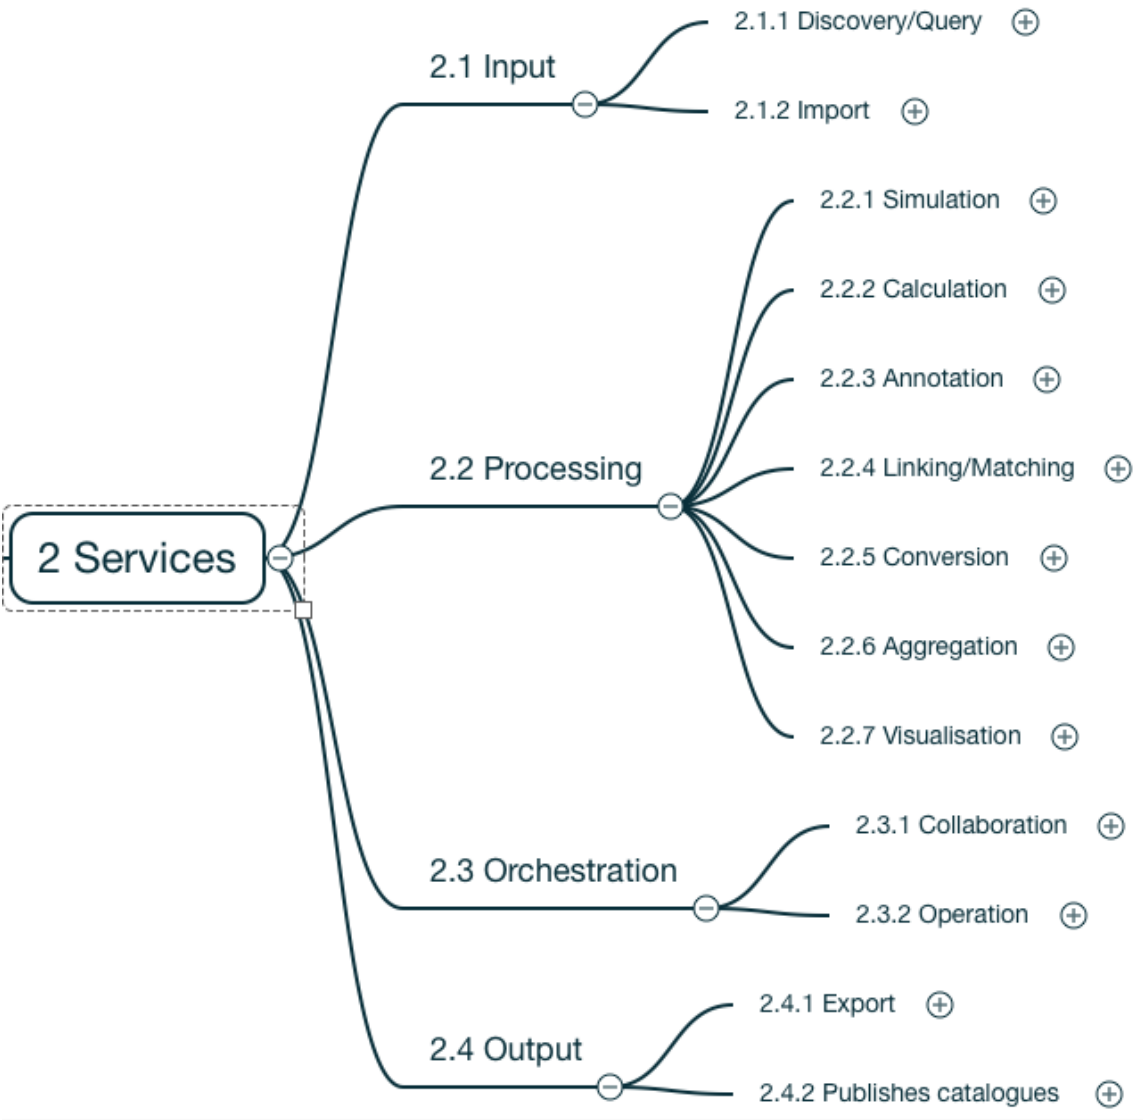 2 Services
2.1 Input
2.1.1 Discovery/Query
2.1.2 Import
2.2 Processing
2.2.1 Simulation
2.2.2 Calculation
2.2.3 Annotation
2.2.4 Linking/Matching
2.2.5 Conversion
2.2.6 Aggregation
2.2.7 Visualisation
2.3 Orchestration
2.3.1 Collaboration
2.3.2 Operation
2.4 Output
2.4.1 Export
2.4.2 Publishes catalogues